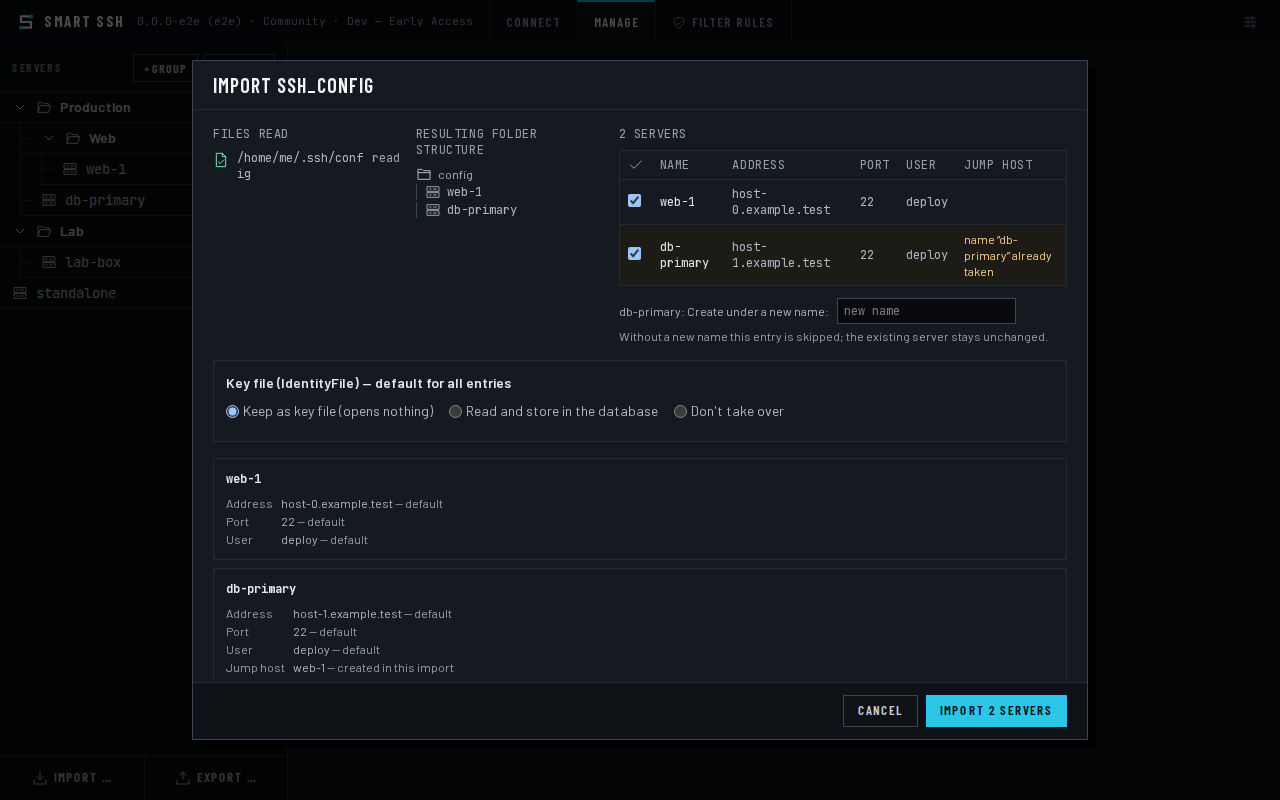 SMART SSH 0.0.0-e2e (e2e) · Community · Dev — Early Access CONNECT MANAGE FILTER RULES
SERVERS +GROUP
Production
Web
web-1
db-primary
Lab
lab-box
standalone
IMPORT …
EXPORT …
IMPORT SSH_CONFIG
FILES READ
/home/me/.ssh/conf read
ig
RESULTING FOLDER
STRUCTURE
config
web-1
db-primary
2 SERVERS
NAME ADDRESS PORT USER JUMP HOST
web-1 host-
0.example.test 22 deploy
db-
primary host-
1.example.test 22 deploy name "db-
primary" already
taken
db-primary: Create under a new name: new name
Without a new name this entry is skipped; the existing server stays unchanged.
Key file (IdentityFile) — default for all entries
Keep as key file (opens nothing) Read and store in the database Don't take over
web-1
Address host-0.example.test — default
Port 22 — default
User deploy — default
db-primary
Address host-1.example.test — default
Port 22 — default
User deploy — default
Jump host web-1 — created in this import
CANCEL IMPORT 2 SERVERS